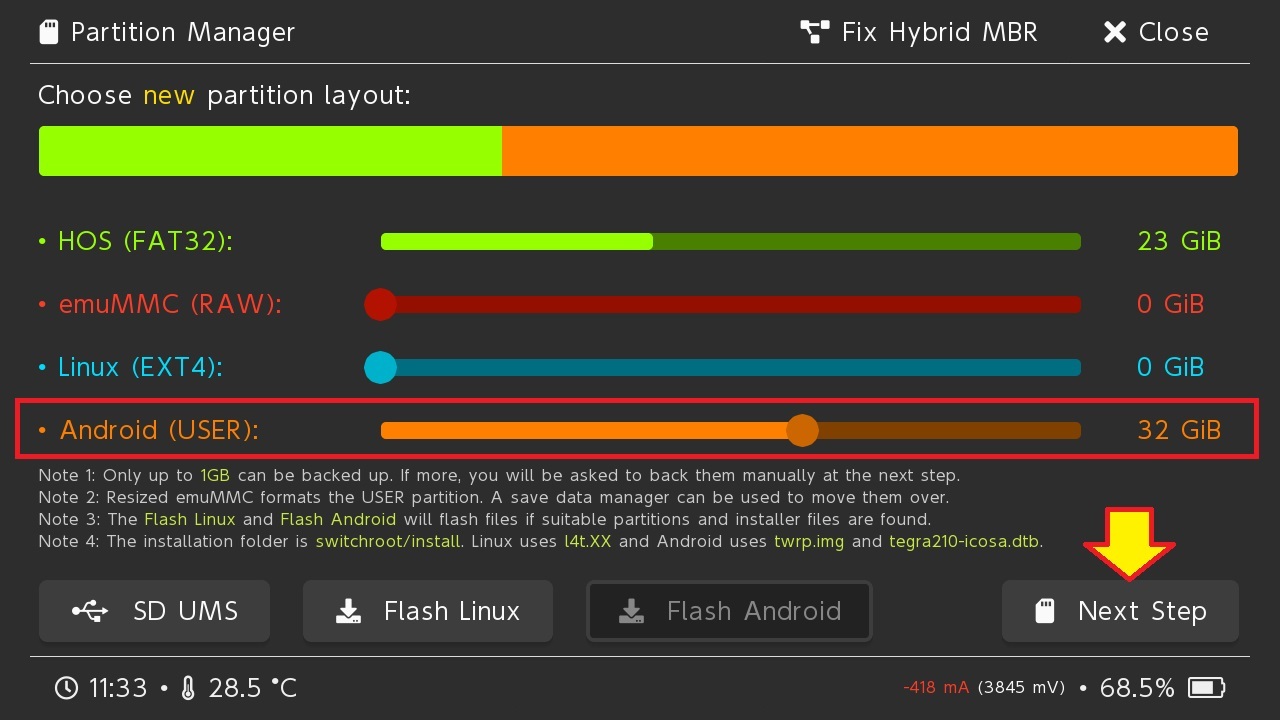 Partition Manager Fix Hybrid MBR Close
Choose new partition layout:
• HOS (FAT32): 23 GiB
• emuMMC (RAW): 0 GiB
• Linux (EXT4): 0 GiB
• Android (USER): 32 GiB
Note 1: Only up to 1GB can be backed up. If more, you will be asked to back them manually at the next step.
Note 2: Resized emuMMC formats the USER partition. A save data manager can be used to move them over.
Note 3: The Flash Linux and Flash Android will flash files if suitable partitions and installer files are found.
Note 4: The installation folder is switchroot/install. Linux uses l4t.XX and Android uses twrp.img and tegra210-icosa.dtb.
SD UMS Flash Linux Flash Android Next Step
11:33 • 28.5 °C -418 mA (3845 mV) • 68.5%